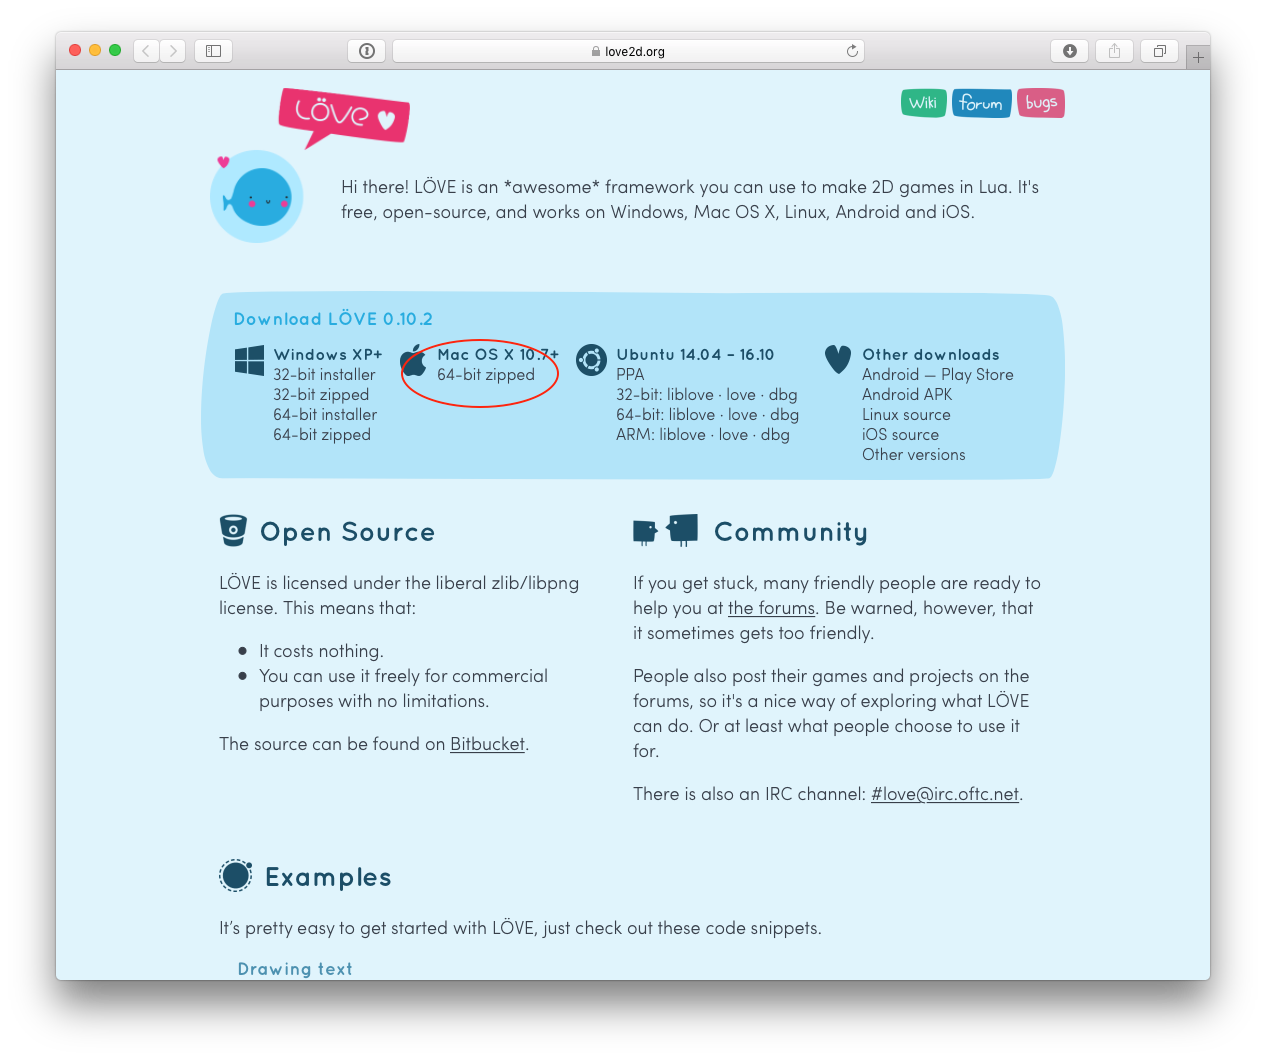 love2d.org
LÖVE
Wiki forum bugs
Hi there! LÖVE is an *awesome* framework you can use to make 2D games in Lua. It's
free, open-source, and works on Windows, Mac OS X, Linux, Android and iOS.
Download LÖVE 0.10.2
Windows XP+
32-bit installer
32-bit zipped
64-bit installer
64-bit zipped
Mac OS X 10.7+
64-bit zipped
Ubuntu 14.04 – 16.10
PPA
32-bit: liblove · love · dbg
64-bit: liblove · love · dbg
ARM: liblove · love · dbg
Other downloads
Android — Play Store
Android APK
Linux source
iOS source
Other versions
Open Source
LÖVE is licensed under the liberal zlib/libpng
license. This means that:
● It costs nothing.
● You can use it freely for commercial
purposes with no limitations.
The source can be found on Bitbucket.
Community
If you get stuck, many friendly people are ready to
help you at the forums. Be warned, however, that
it sometimes gets too friendly.
People also post their games and projects on the
forums, so it's a nice way of exploring what LÖVE
can do. Or at least what people choose to use it
for.
There is also an IRC channel: #love@irc.oftc.net.
Examples
It’s pretty easy to get started with LÖVE, just check out these code snippets.
Drawing text